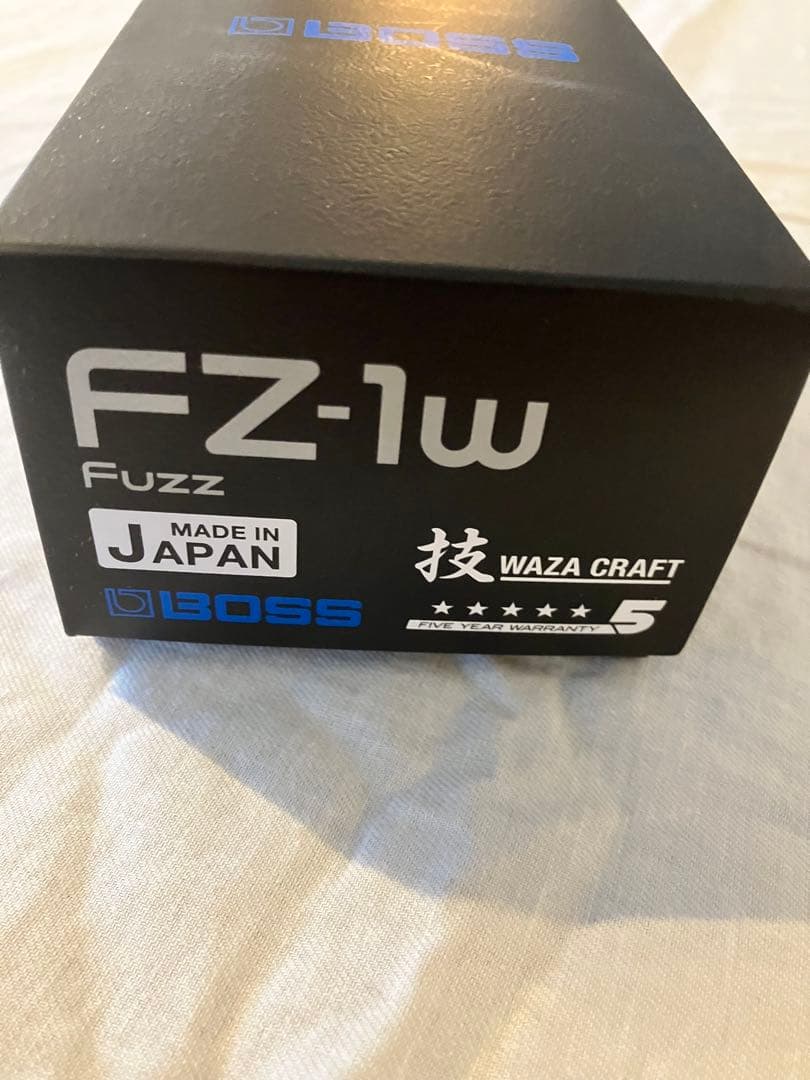 BOSS
FZ-1w
Fuzz
MADE IN
JAPAN
技 WAZA CRAFT
BOSS
FIVE YEAR WARRANTY 5